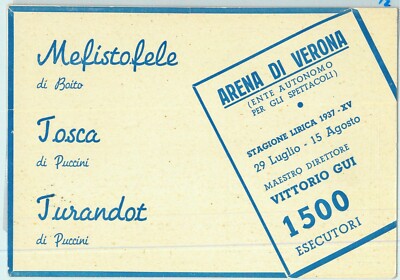 Mefistofele
di Boito
Tosca
di Puccini
Turandot
di Puccini
ARENA DI VERONA
(ENTE AUTONOMO
PER GLI SPETTACOLI)
STAGIONE LIRICA 1937-XV
29 Luglio - 15 Agosto
MAESTRO DIRETTORE
VITTORIO GUI
1500
ESECUTORI